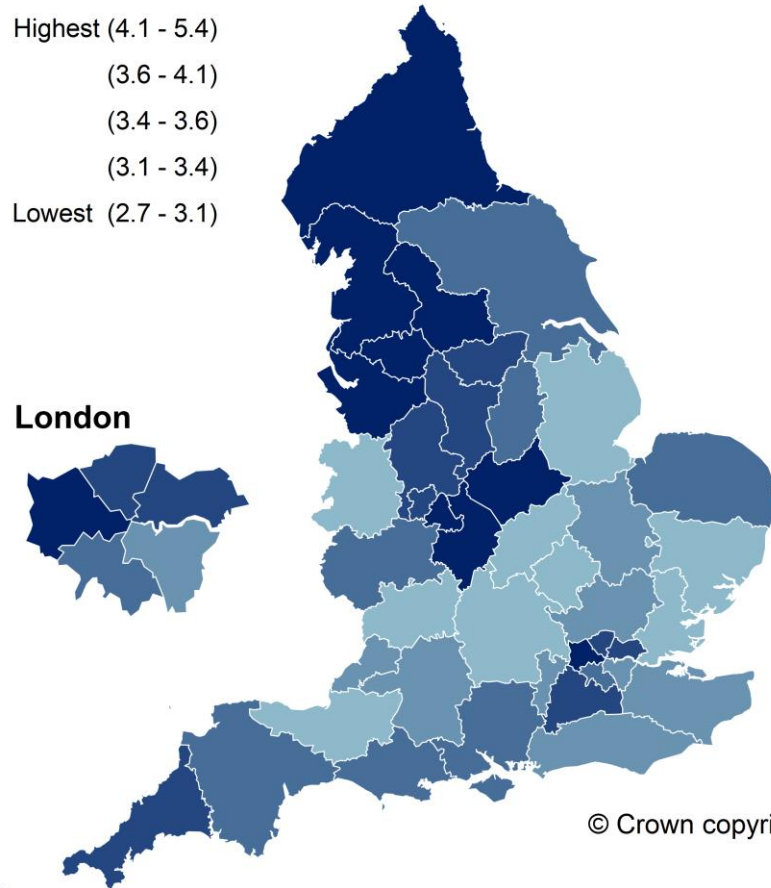 Highest (4.1 - 5.4)
(3.6 - 4.1)
(3.4 - 3.6)
(3.1 - 3.4)
Lowest (2.7 - 3.1)
London
© Crown copyri